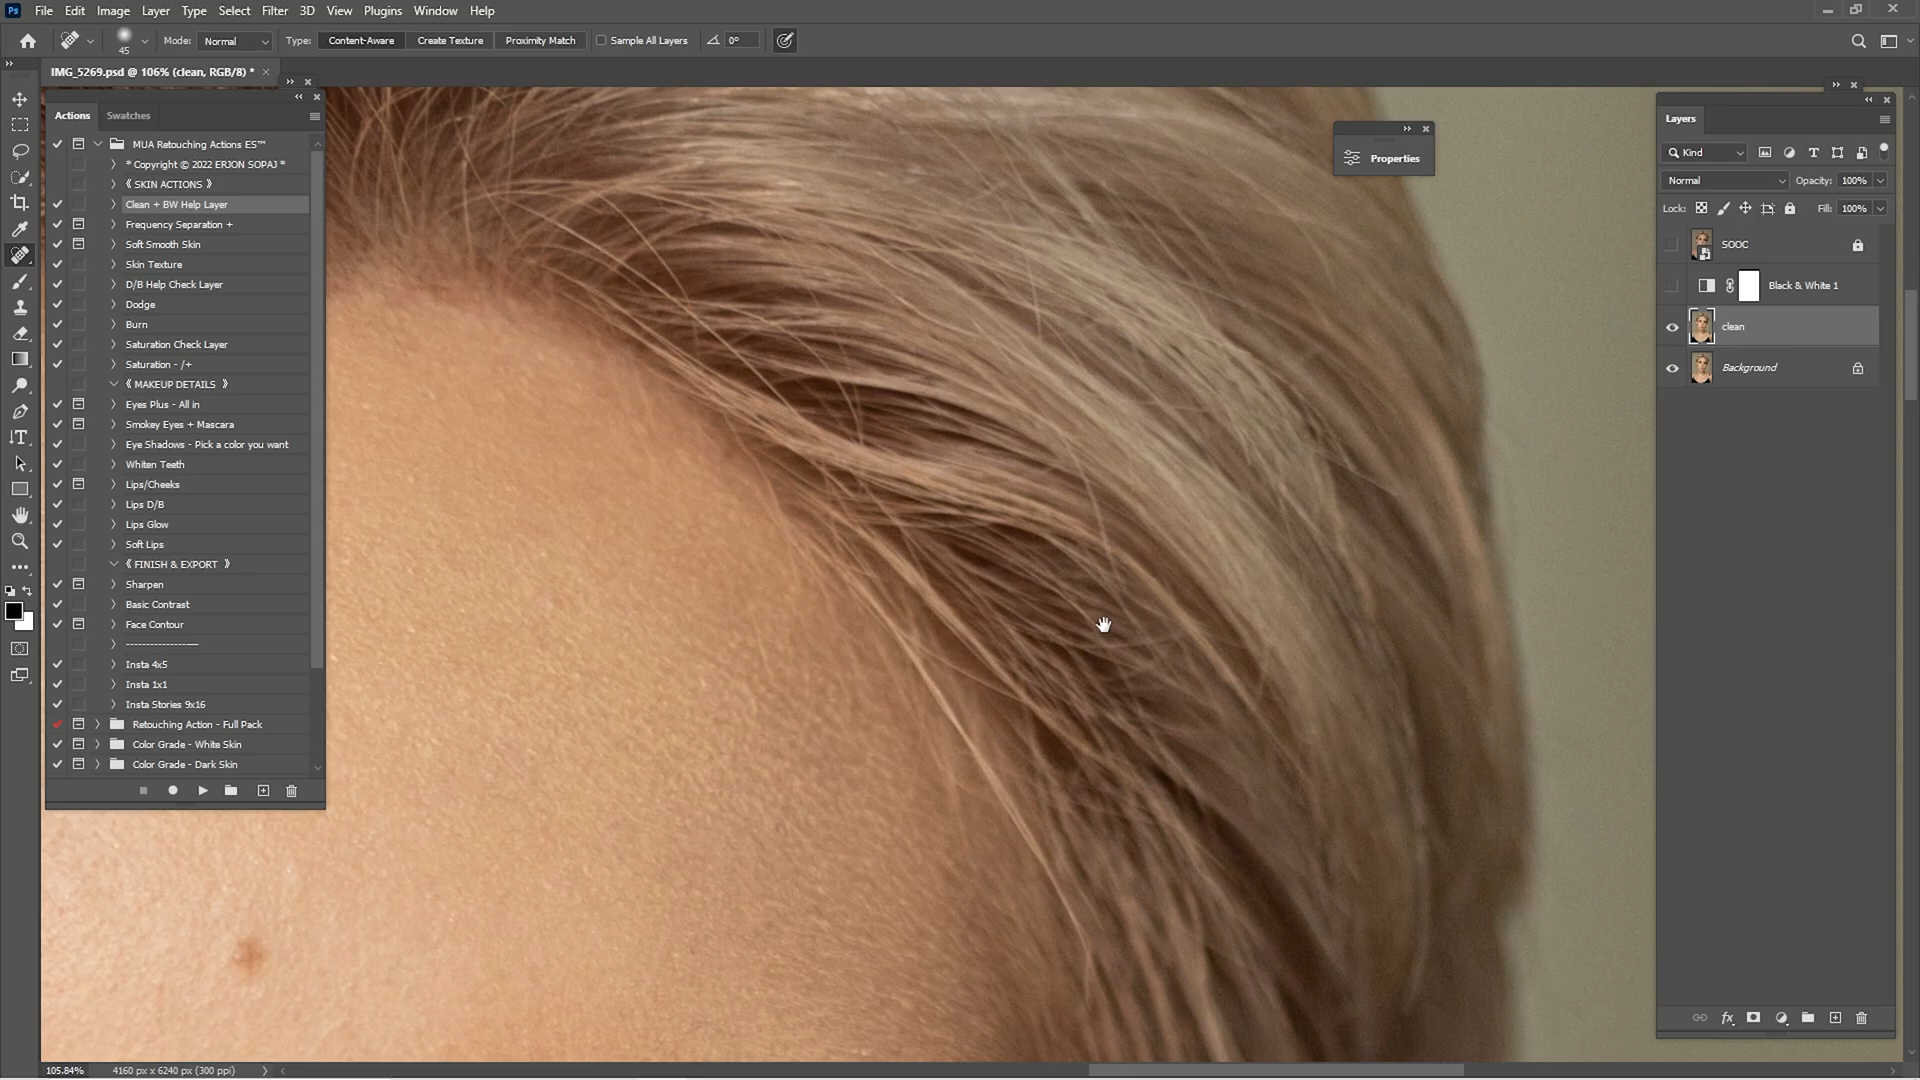 Ps File Edit Image Layer Type Select Filter 3D View Plugins Window Help
45 Mode: Normal Type: Content-Aware Create Texture Proximity Match Sample All Layers 0°
IMG_5269.psd @ 106% (clean, RGB/8) *
Actions Swatches
MUA Retouching Actions ES™
* Copyright © 2022 ERJON SOPAJ *
《 SKIN ACTIONS 》
Clean + BW Help Layer
Frequency Separation +
Soft Smooth Skin
Skin Texture
D/B Help Check Layer
Dodge
Burn
Saturation Check Layer
Saturation - /+
《 MAKEUP DETAILS 》
Eyes Plus - All in
Smokey Eyes + Mascara
Eye Shadows - Pick a color you want
Whiten Teeth
Lips/Cheeks
Lips D/B
Lips Glow
Soft Lips
《 FINISH & EXPORT 》
Sharpen
Basic Contrast
Face Contour
-------------------
Insta 4x5
Insta 1x1
Insta Stories 9x16
Retouching Action - Full Pack
Color Grade - White Skin
Color Grade - Dark Skin
Properties
Layers
Kind
Normal Opacity: 100%
Lock: Fill: 100%
SOOC
Black & White 1
clean
Background
fx
105.84% 4160 px x 6240 px (300 ppi)